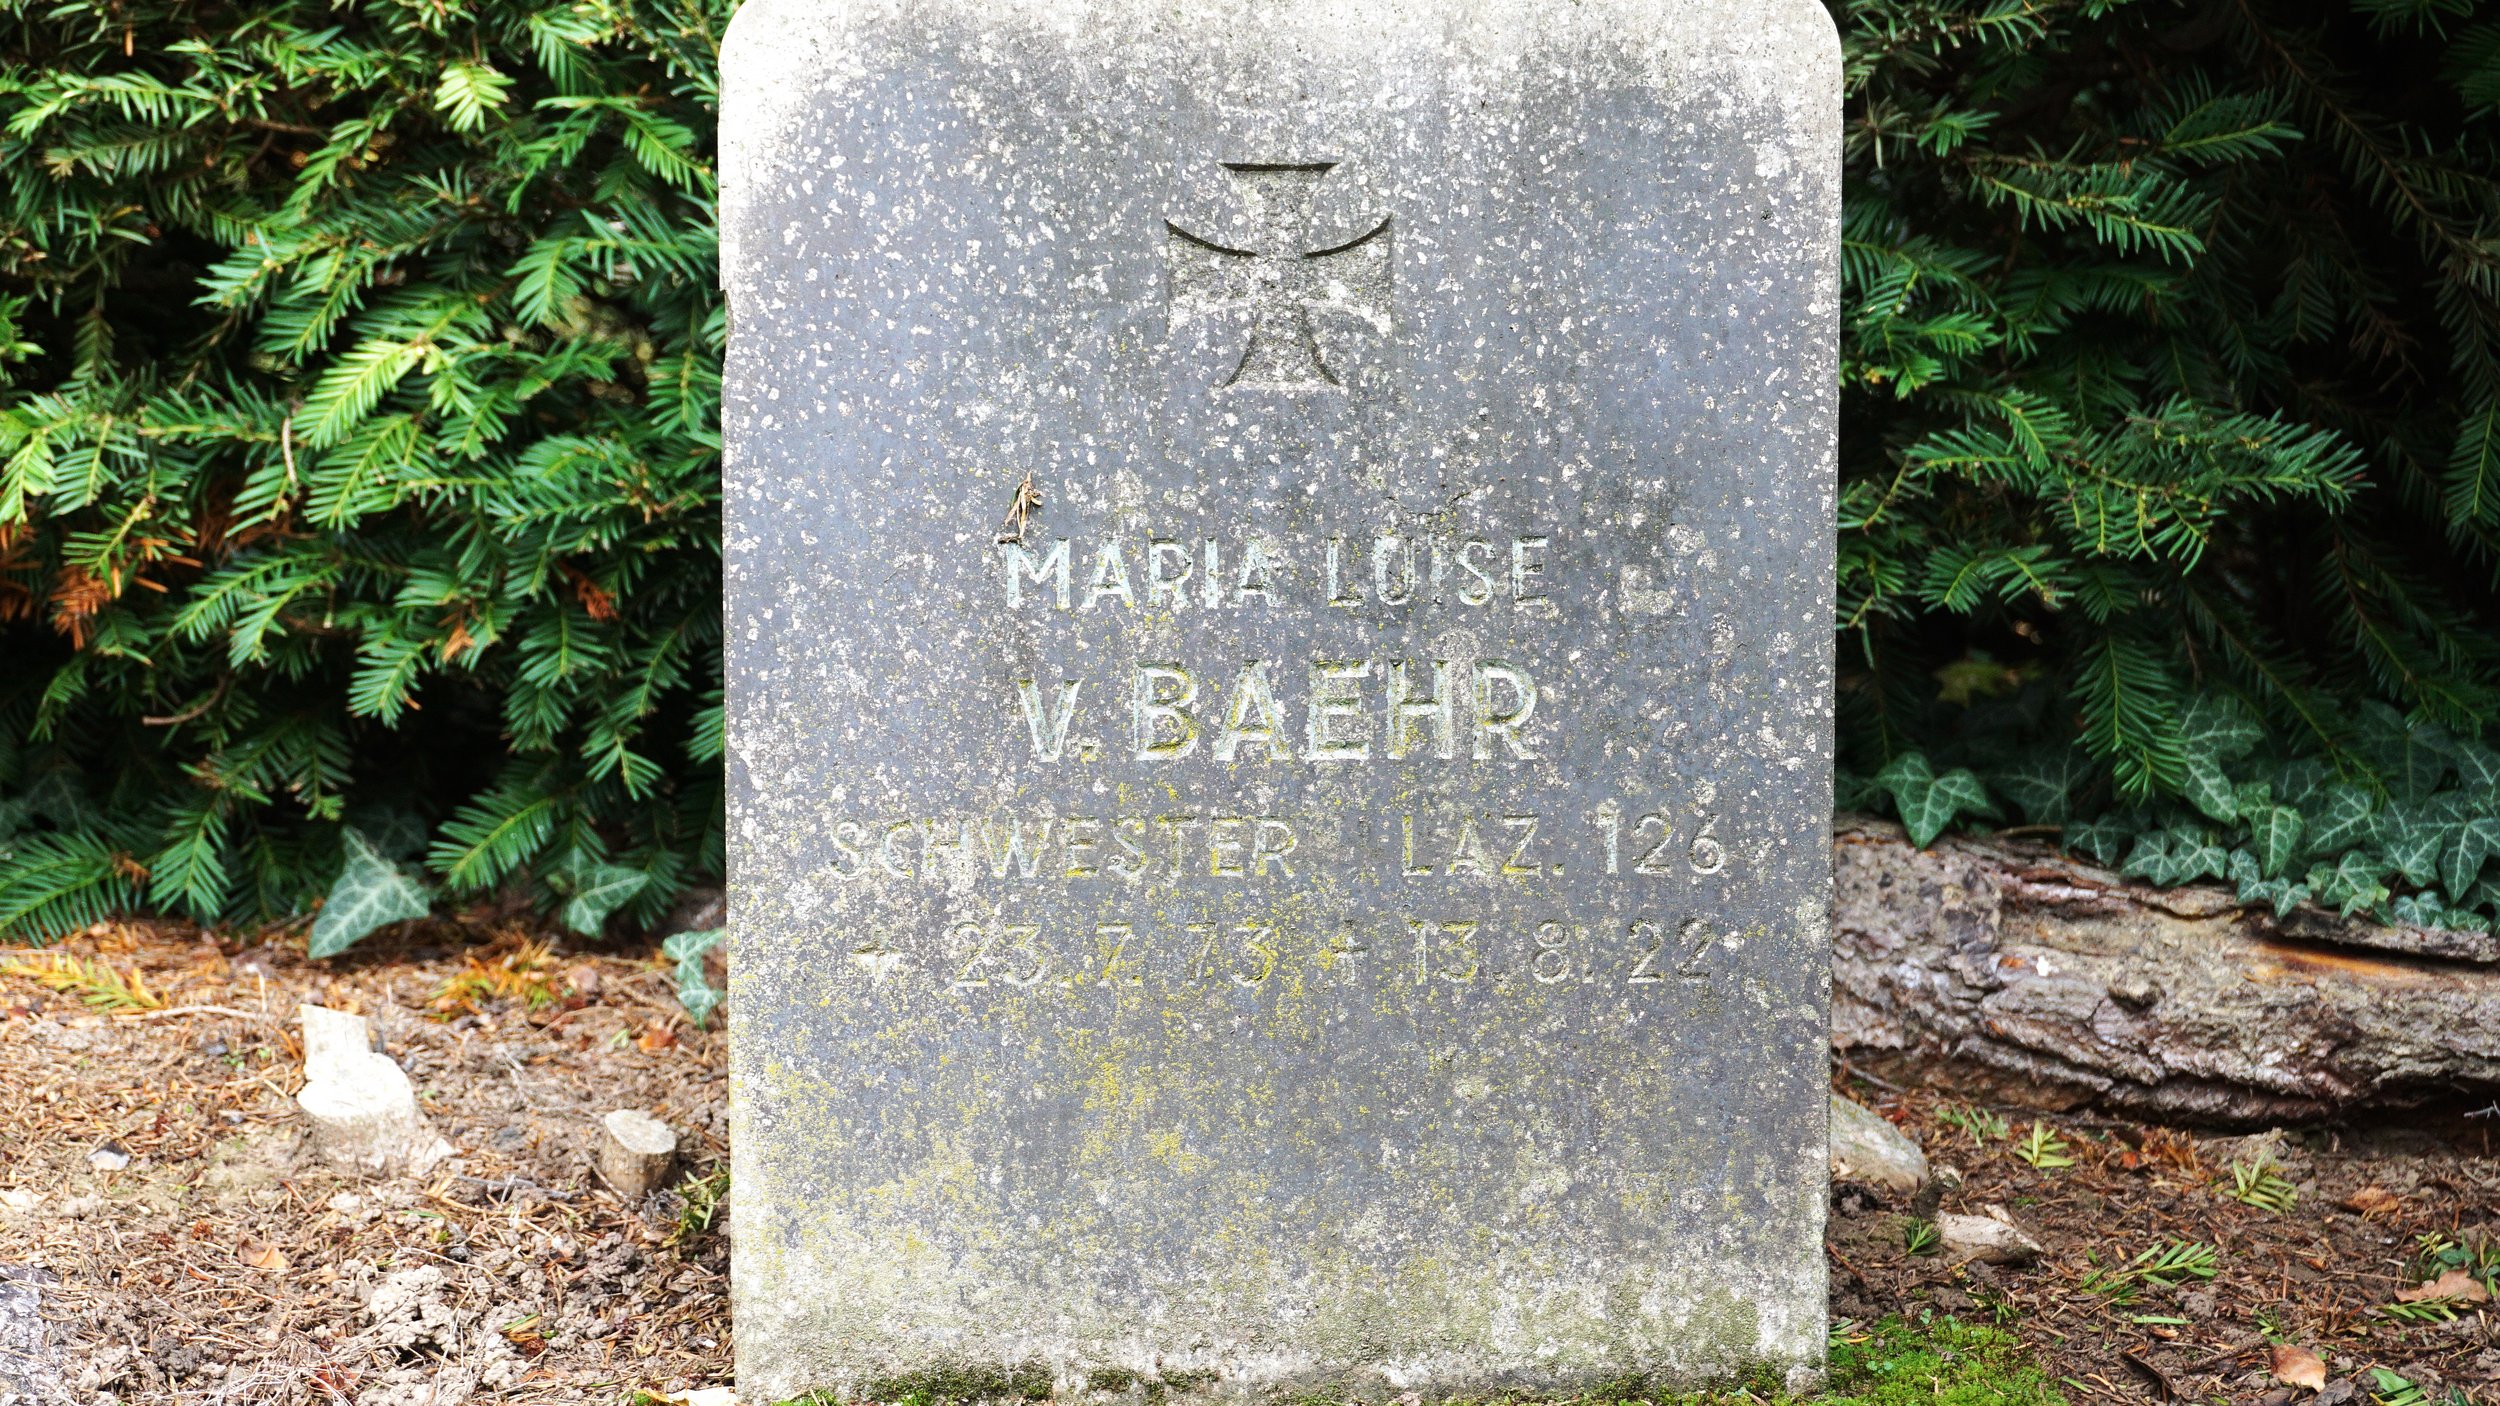 MARIA LUISE
v. BAEHR
SCHWESTER LAZ. 126
+ 23. 7. 73 + 13. 8. 22